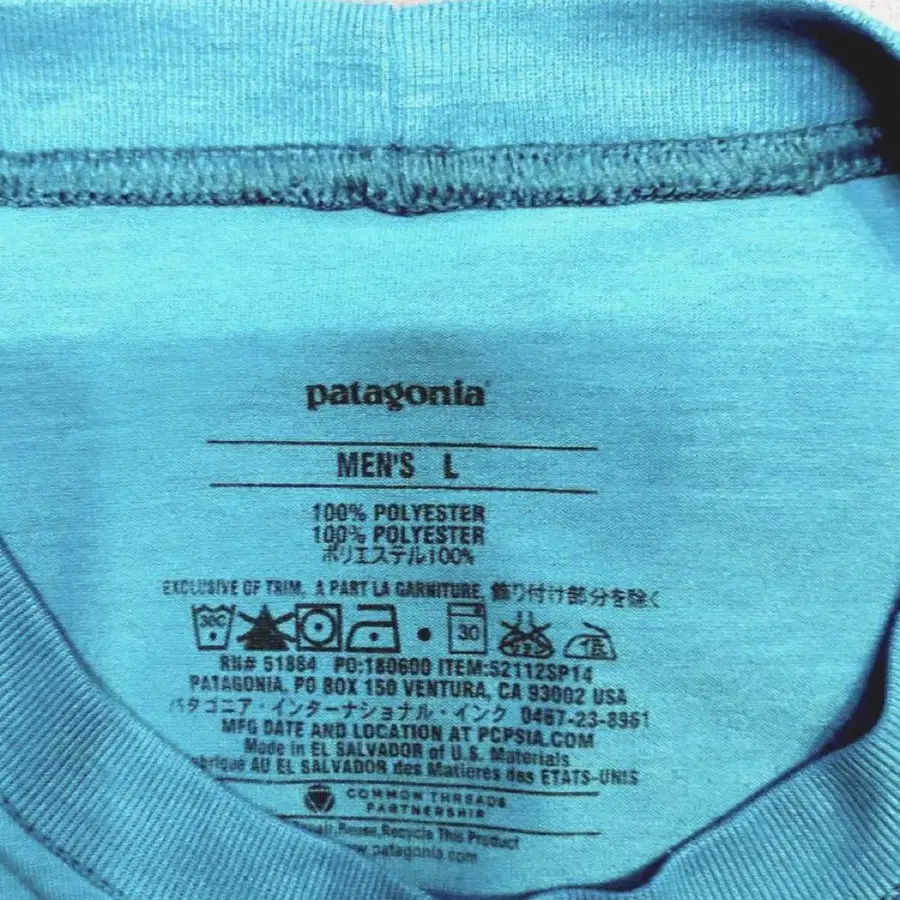 patagonia
MEN'S L
100% POLYESTER
100% POLYESTER
ポリエステル100%
EXCLUSIVE OF TRIM. A PART LA GARNITURE. 飾り付け部分を除く
30C 30 低
RN# 51884 PO:180600 ITEM:52112SP14
PATAGONIA, PO BOX 150 VENTURA, CA 93002 USA
パタゴニア・インターナショナル・インク 0467-23-8961
MFG DATE AND LOCATION AT PCPSIA.COM
Made in EL SALVADOR of U.S. Materials
AU EL SALVADOR des Matieres des ETATS-UNIS
COMMON THREADS
PARTNERSHIP
Reuse, Recycle This Product
patagonia.com